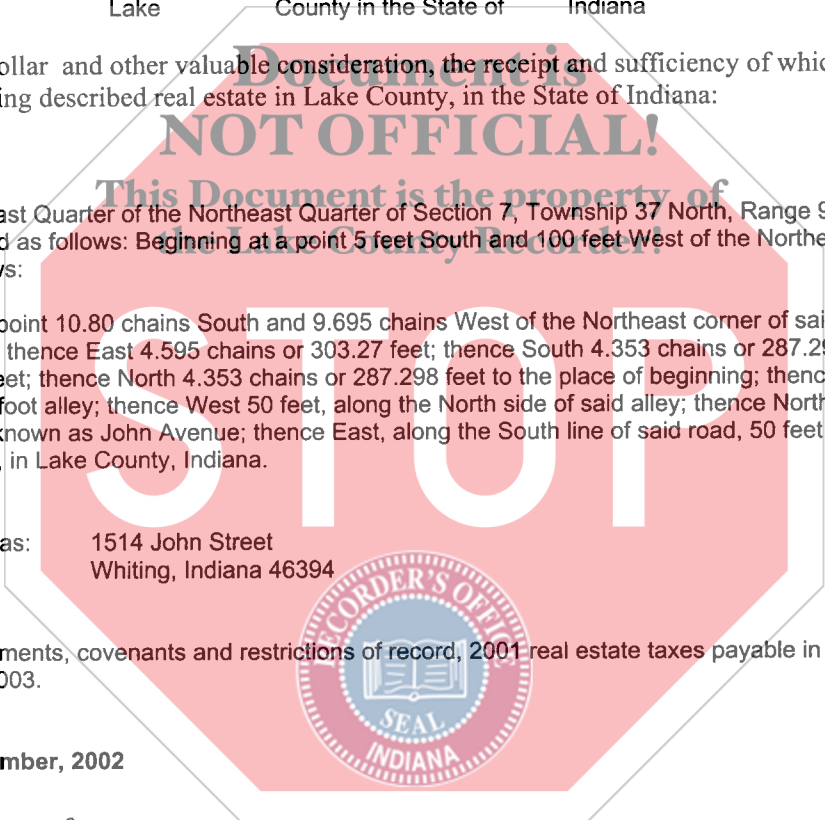 Lake County in the State of Indiana
Document is
ollar and other valuable consideration, the receipt and sufficiency of whic
ing described real estate in Lake County, in the State of Indiana:
NOT OFFICIAL!
This Document is the property of
ast Quarter of the Northeast Quarter of Section 7, Township 37 North, Range 9
d as follows: Beginning at a point 5 feet South and 100 feet West of the Northe
the Lake County Recorder!
s:
point 10.80 chains South and 9.695 chains West of the Northeast corner of sai
thence East 4.595 chains or 303.27 feet; thence South 4.353 chains or 287.29
eet; thence North 4.353 chains or 287.298 feet to the place of beginning; thenc
foot alley; thence West 50 feet, along the North side of said alley; thence North
known as John Avenue; thence East, along the South line of said road, 50 feet
, in Lake County, Indiana.
STOP
as: 1514 John Street
Whiting, Indiana 46394
RECORDER'S OFFICE
ments, covenants and restrictions of record, 2001 real estate taxes payable in
003.
SEAL
INDIANA
mber, 2002